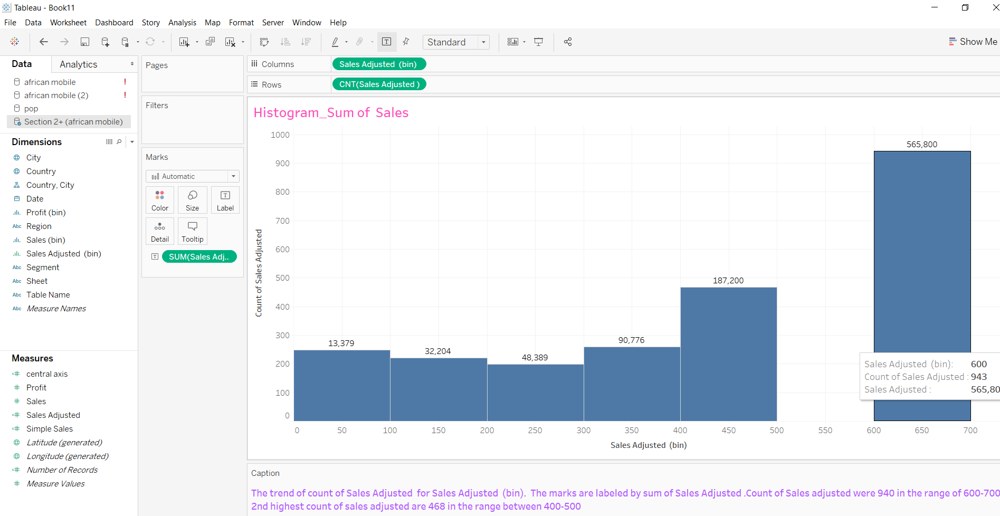 Tableau - Book11
File Data Worksheet Dashboard Story Analysis Map Format Server Window Help
Standard
Show Me
Data Analytics
african mobile !
african mobile (2) !
pop
Section 2+ (african mobile)
Dimensions
City
Country
Country, City
Date
Profit (bin)
Abc Region
Sales (bin)
Sales Adjusted (bin)
Abc Segment
Abc Sheet
Abc Table Name
Abc Measure Names
Measures
central axis
Profit
Sales
Sales Adjusted
Simple Sales
Latitude (generated)
Longitude (generated)
Number of Records
Measure Values
Pages
Filters
Marks
Automatic
Color Size Label
Detail Tooltip
SUM(Sales Adj..
Columns Sales Adjusted (bin)
Rows CNT(Sales Adjusted )
Histogram_Sum of Sales
Count of Sales Adjusted
1000
900
800
700
600
500
400
300
200
100
0
13,379
32,204
48,389
90,776
187,200
565,800
Sales Adjusted (bin): 600
Count of Sales Adjusted : 943
Sales Adjusted : 565,80
0 50 100 150 200 250 300 350 400 450 500 550 600 650 700
Sales Adjusted (bin)
Caption
The trend of count of Sales Adjusted for Sales Adjusted (bin). The marks are labeled by sum of Sales Adjusted .Count of Sales adjusted were 940 in the range of 600-700
2nd highest count of sales adjusted are 468 in the range between 400-500